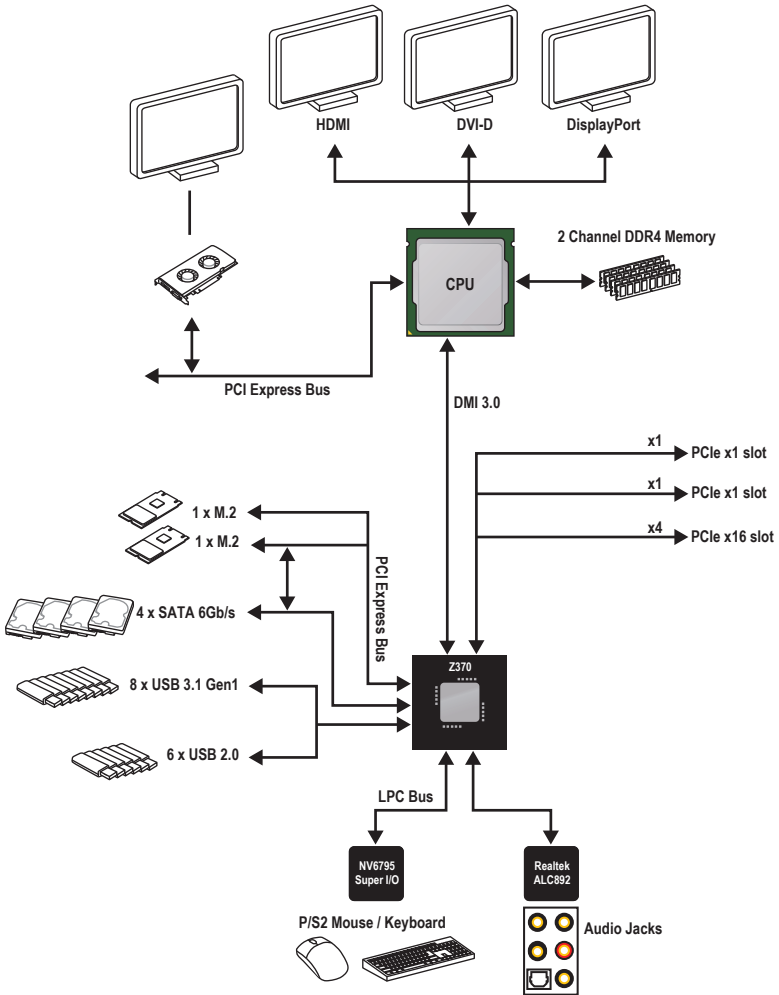 HDMI
DVI-D
DisplayPort
2 Channel DDR4 Memory
CPU
PCI Express Bus
DMI 3.0
x1
PCIe x1 slot
x1
PCIe x1 slot
x4
PCIe x16 slot
1 x M.2
1 x M.2
PCI Express Bus
4 x SATA 6Gb/s
8 x USB 3.1 Gen1
6 x USB 2.0
Z370
LPC Bus
NV6795
Super I/O
Realtek
ALC892
P/S2 Mouse / Keyboard
Audio Jacks